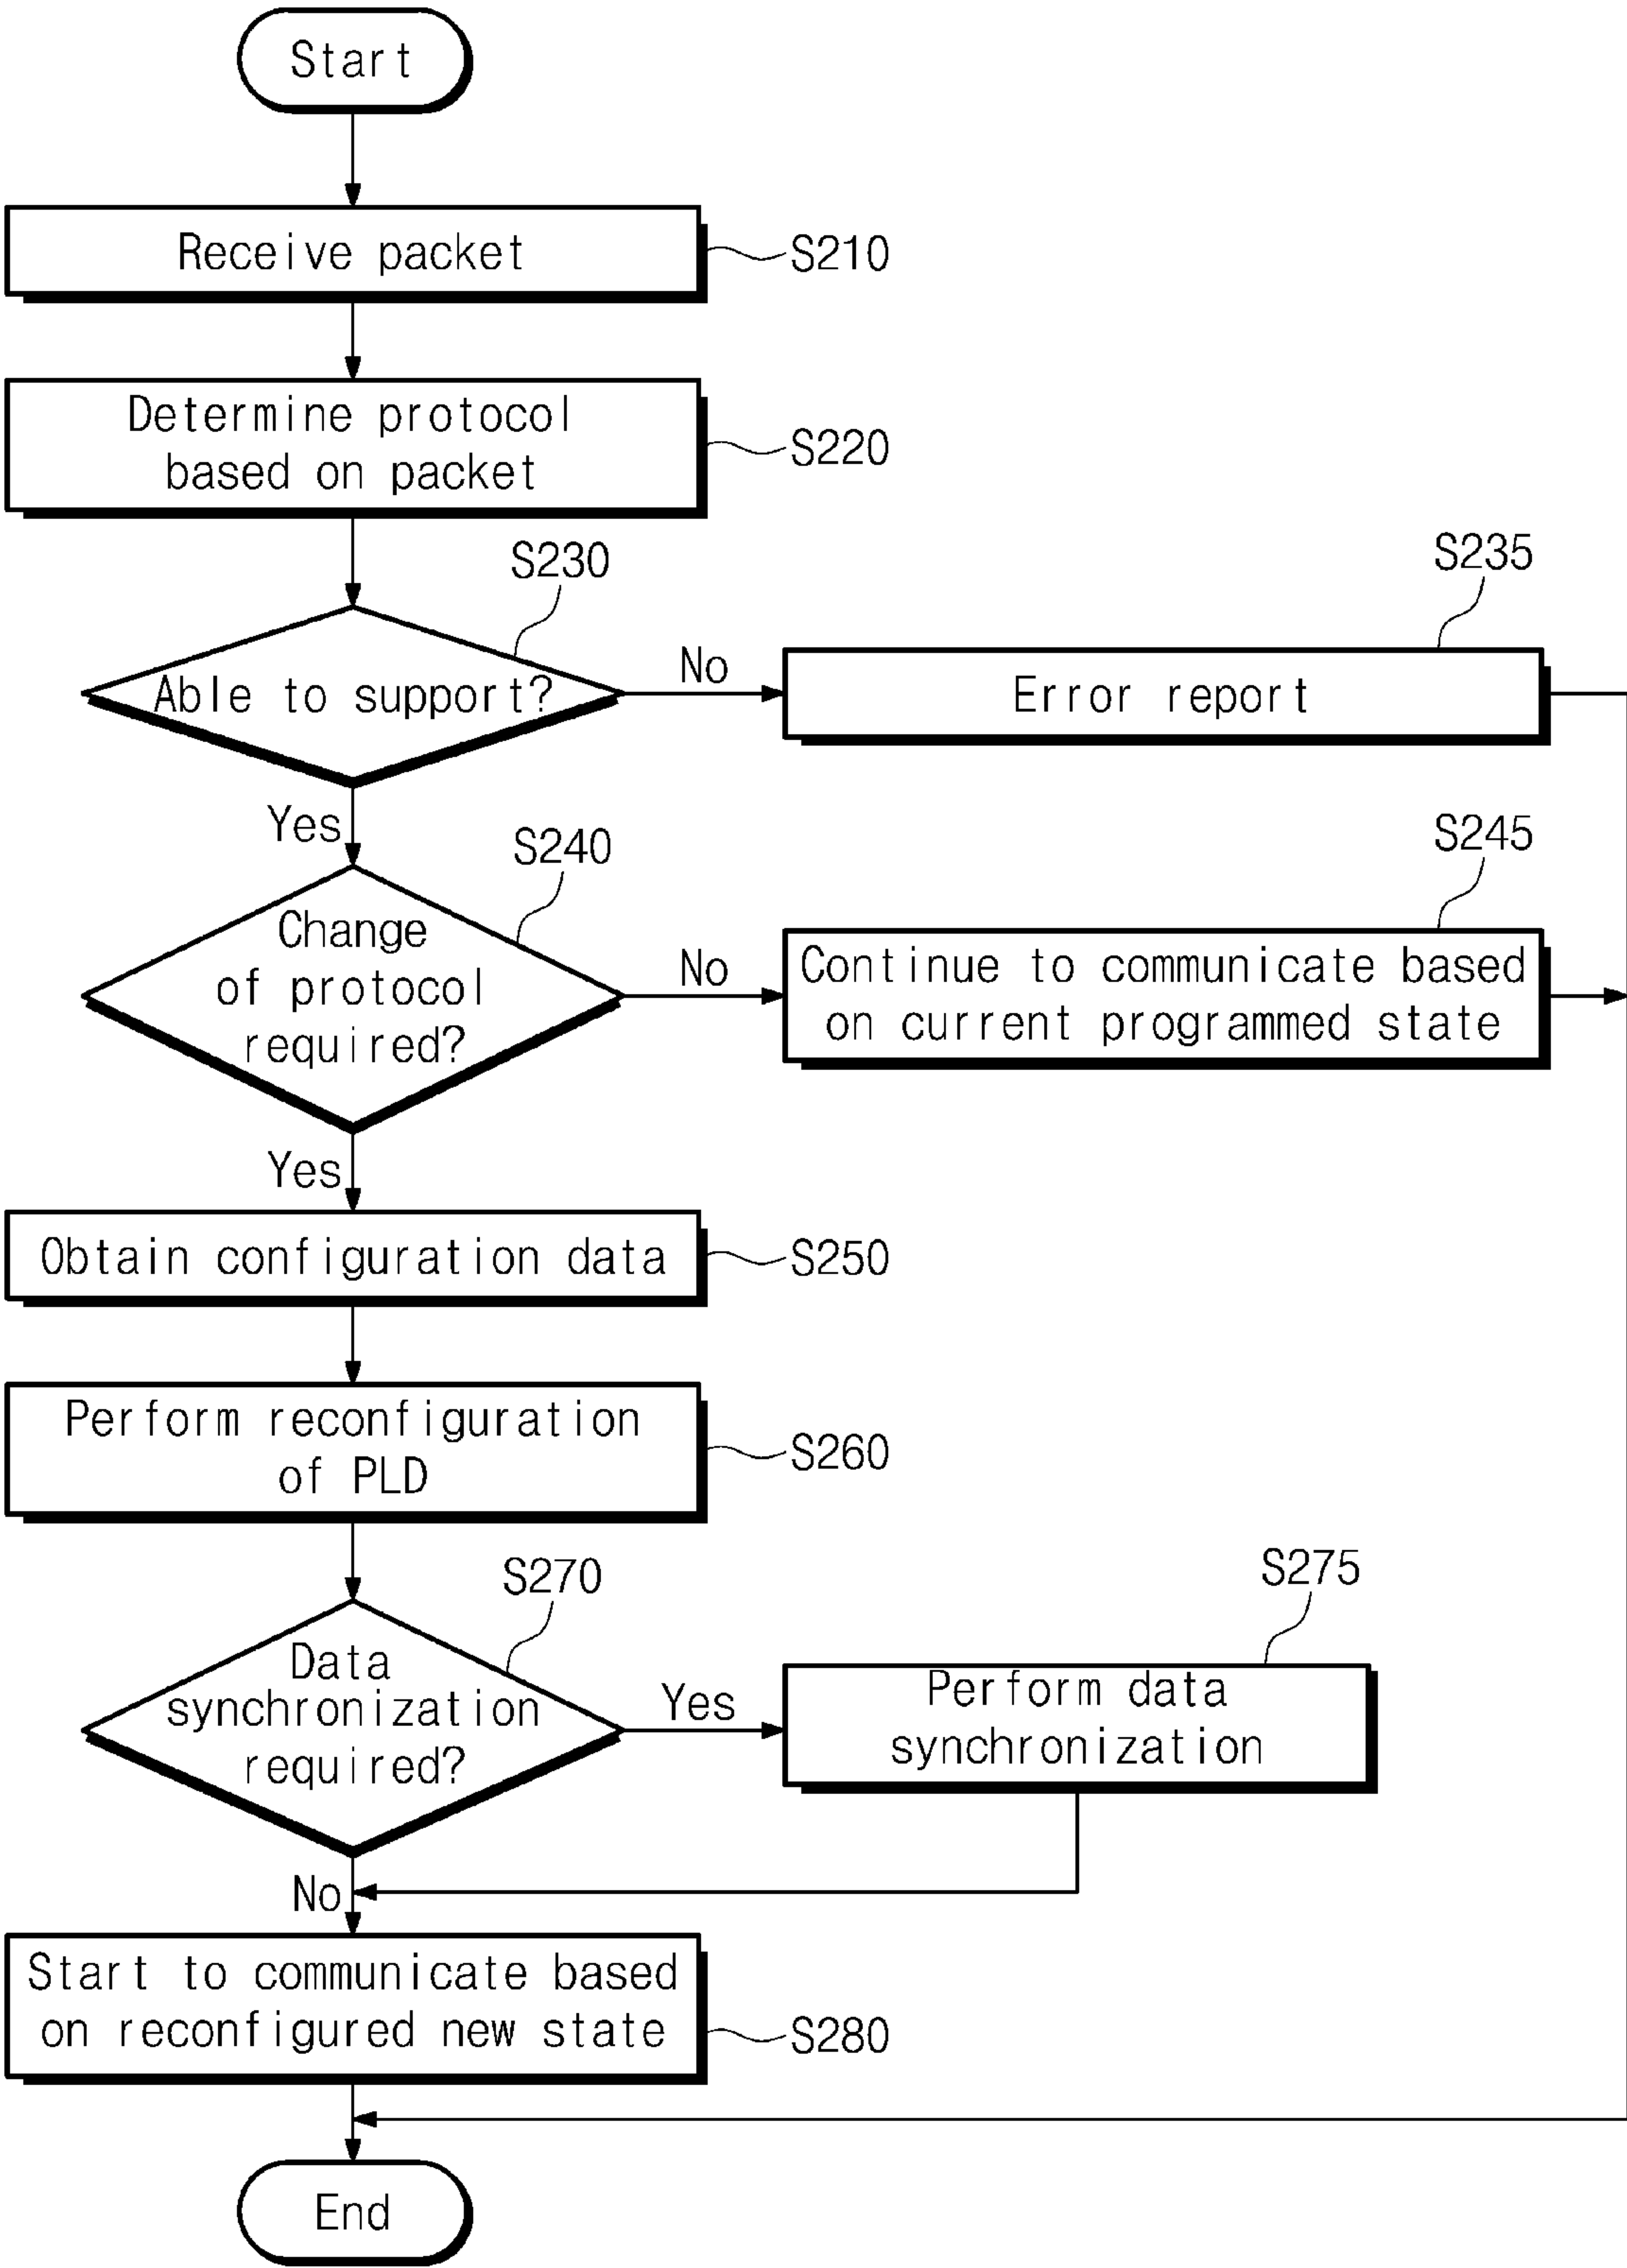 Start
Receive packet
S210
Determine protocol
based on packet
S220
S230
Able to support?
No
S235
Error report
Yes
S240
Change
of protocol
required?
No
S245
Continue to communicate based
on current programmed state
Yes
Obtain configuration data
S250
Perform reconfiguration
of PLD
S260
S270
Data
synchronization
required?
Yes
S275
Perform data
synchronization
No
Start to communicate based
on reconfigured new state
S280
End